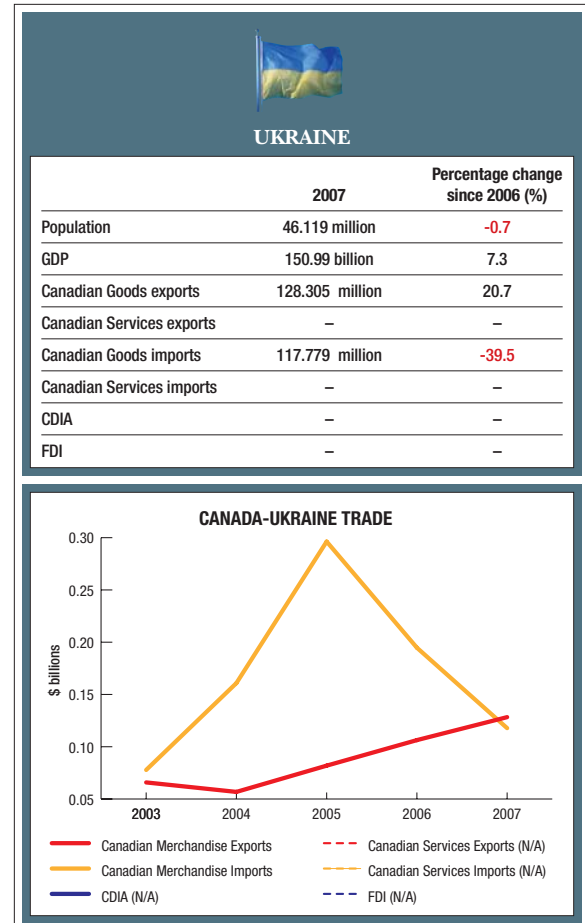 UKRAINE
2007 Percentage change since 2006 (%)
Population 46.119 million -0.7
GDP 150.99 billion 7.3
Canadian Goods exports 128.305 million 20.7
Canadian Services exports – –
Canadian Goods imports 117.779 million -39.5
Canadian Services imports – –
CDIA – –
FDI – –
CANADA-UKRAINE TRADE
$ billions
0.30
0.25
0.20
0.15
0.10
0.05
2003 2004 2005 2006 2007
Canadian Merchandise Exports Canadian Services Exports (N/A)
Canadian Merchandise Imports Canadian Services Imports (N/A)
CDIA (N/A) FDI (N/A)